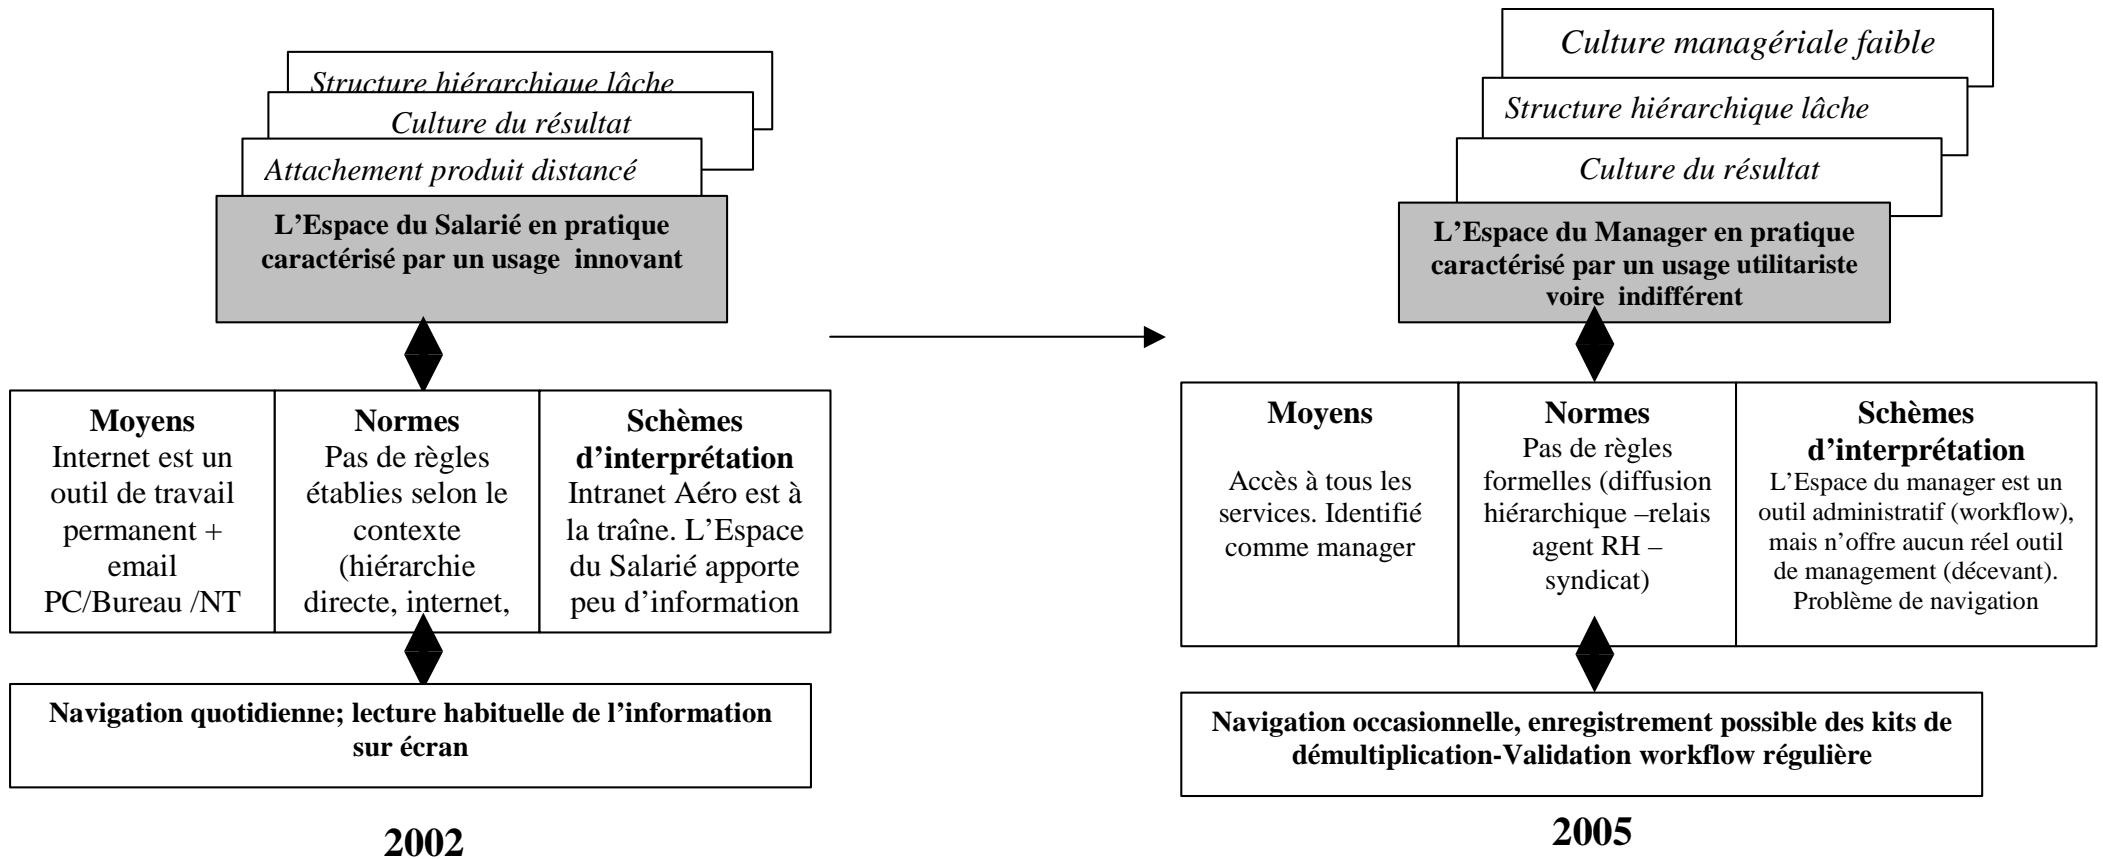 Structure hiérarchique lâche
Culture du résultat
Attachement produit distancé
L’Espace du Salarié en pratique
caractérisé par un usage innovant
Moyens
Internet est un
outil de travail
permanent +
email
PC/Bureau /NT
Normes
Pas de règles
établies selon le
contexte
(hiérarchie
directe, internet,
Schèmes
d’interprétation
Intranet Aéro est à
la traîne. L’Espace
du Salarié apporte
peu d’information
Navigation quotidienne; lecture habituelle de l’information
sur écran
2002
Culture managériale faible
Structure hiérarchique lâche
Culture du résultat
L’Espace du Manager en pratique
caractérisé par un usage utilitariste
voire indifférent
Moyens
Accès à tous les
services. Identifié
comme manager
Normes
Pas de règles
formelles (diffusion
hiérarchique –relais
agent RH –
syndicat)
Schèmes
d’interprétation
L’Espace du manager est un
outil administratif (workflow),
mais n’offre aucun réel outil
de management (décevant).
Problème de navigation
Navigation occasionnelle, enregistrement possible des kits de
démultiplication-Validation workflow régulière
2005